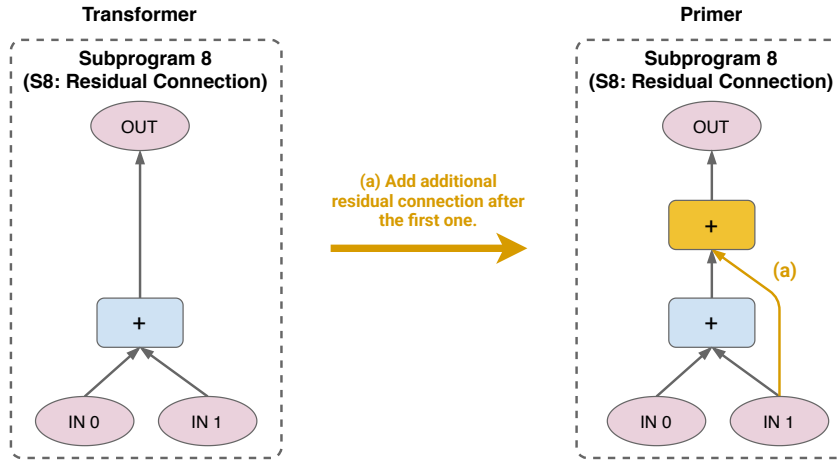 Transformer
Subprogram 8
(S8: Residual Connection)
OUT
+
IN 0
IN 1
(a) Add additional
residual connection after
the first one.
Primer
Subprogram 8
(S8: Residual Connection)
OUT
+
(a)
+
IN 0
IN 1